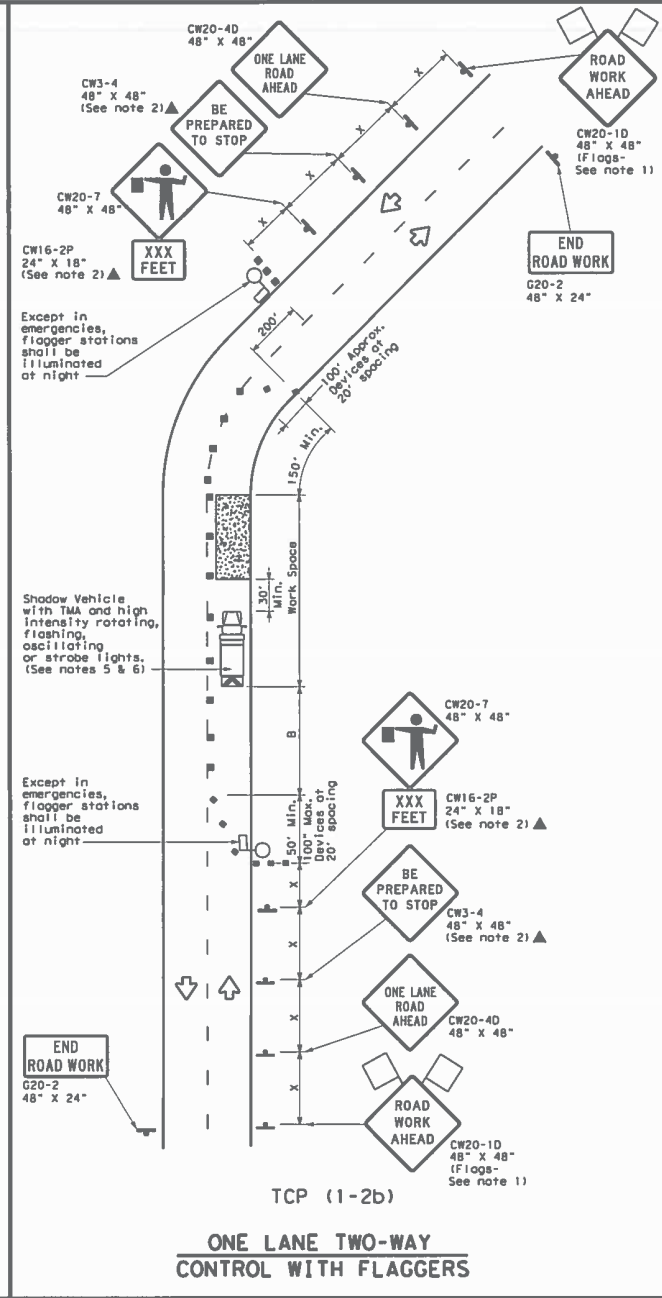 CW20-4D
48" X 48"
ONE LANE
ROAD
AHEAD
CW3-4
48" X 48"
(See note 2)▲
BE
PREPARED
TO STOP
CW20-7
48" X 48"
XXX
FEET
CW16-2P
24" X 18"
(See note 2)▲
ROAD
WORK
AHEAD
CW20-1D
48" X 48"
(Flags-
See note 1)
END
ROAD WORK
G20-2
48" X 24"
X
X
X
Except in
emergencies,
flagger stations
shall be
illuminated
at night
200'
100' Approx.
Devices at
20' spacing
150' Min.
Work Space
30'
Min.
Shadow Vehicle
with TMA and high
intensity rotating,
flashing,
oscillating
or strobe lights.
(See notes 5 & 6)
B
Except in
emergencies,
flagger stations
shall be
illuminated
at night
50' Min.
100" Max.
Devices at
20' spacing
CW20-7
48" X 48"
XXX
FEET
CW16-2P
24" X 18"
(See note 2)▲
X
BE
PREPARED
TO STOP
CW3-4
48" X 48"
(See note 2)▲
X
ONE LANE
ROAD
AHEAD
CW20-4D
48" X 48"
X
X
ROAD
WORK
AHEAD
CW20-1D
48" X 48"
(Flags-
See note 1)
END
ROAD WORK
G20-2
48" X 24"
TCP (1-2b)
ONE LANE TWO-WAY
CONTROL WITH FLAGGERS